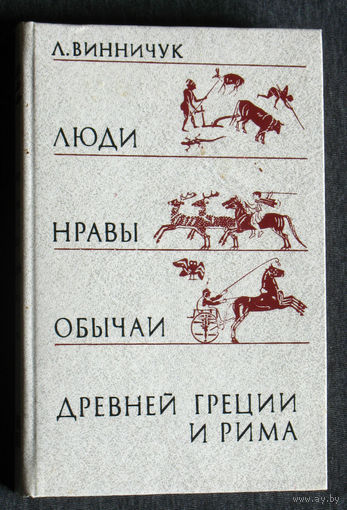 Л.ВИННИЧУК
ЛЮДИ
НРАВЫ
ОБЫЧАИ
ДРЕВНЕЙ ГРЕЦИИ
И РИМА
www.ay.by